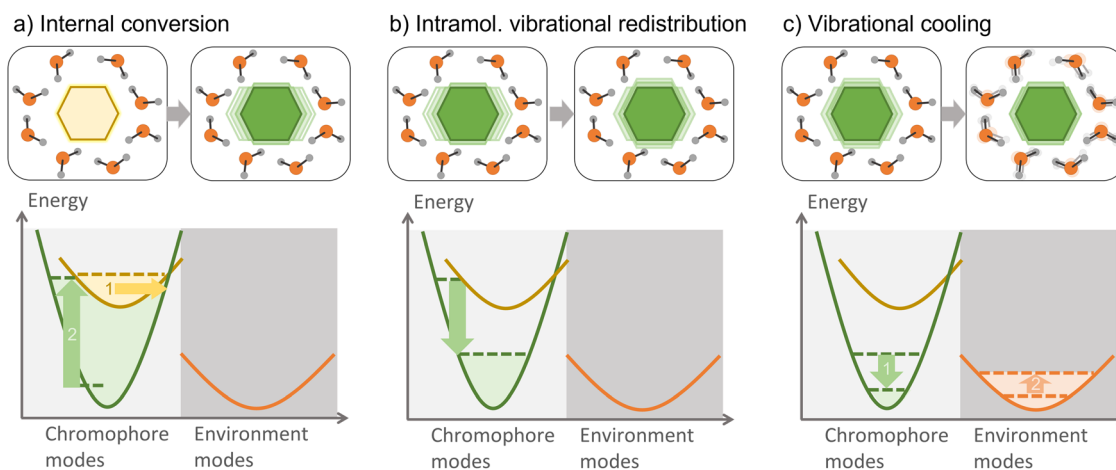 a) Internal conversion
b) Intramol. vibrational redistribution
c) Vibrational cooling
Energy
1
2
Chromophore
modes
Environment
modes
Energy
Chromophore
modes
Environment
modes
Energy
1
2
Chromophore
modes
Environment
modes